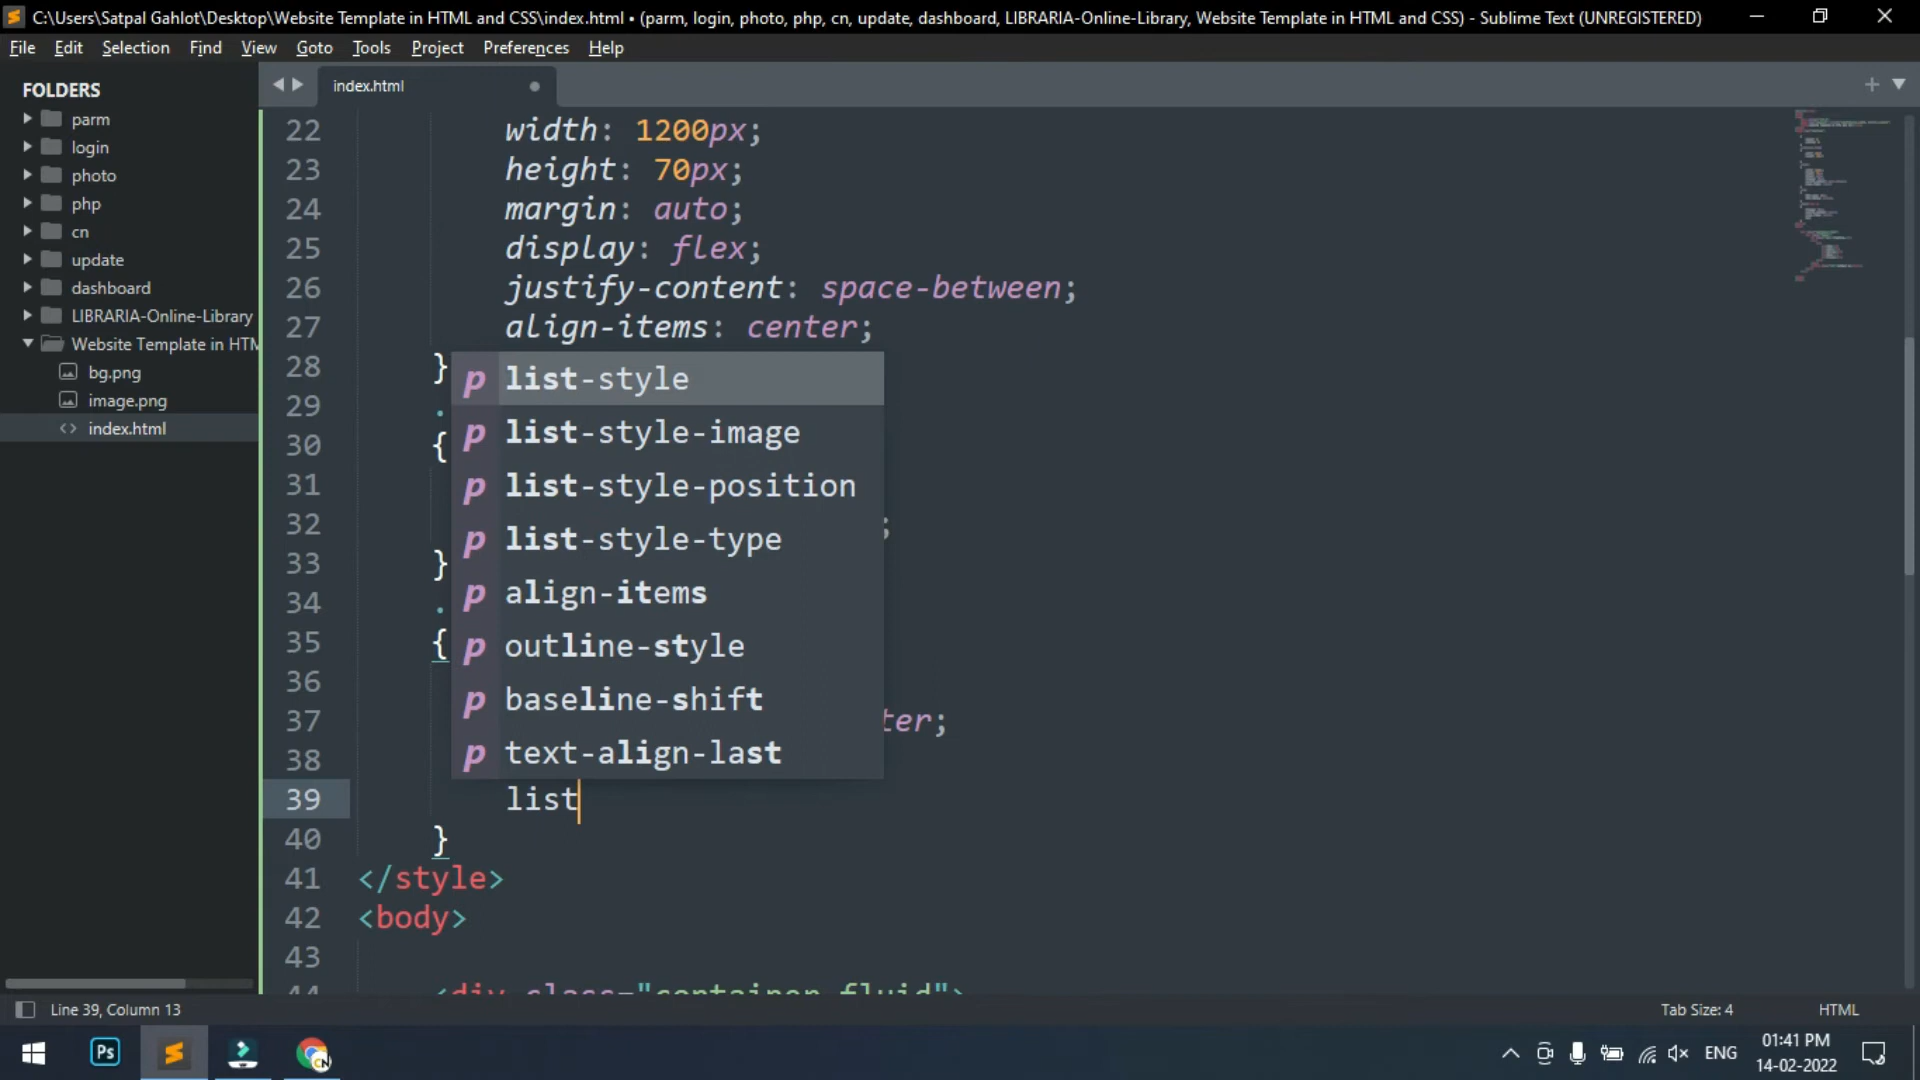 C:\Users\Satpal Gahlot\Desktop\Website Template in HTML and CSS\index.html • (parm, login, photo, php, cn, update, dashboard, LIBRARIA-Online-Library, Website Template in HTML and CSS) - Sublime Text (UNREGISTERED)
File Edit Selection Find View Goto Tools Project Preferences Help
FOLDERS
parm
login
photo
php
cn
update
dashboard
LIBRARIA-Online-Library
Website Template in HTM
bg.png
image.png
index.html
index.html
22 width: 1200px;
23 height: 70px;
24 margin: auto;
25 display: flex;
26 justify-content: space-between;
27 align-items: center;
28 }
29 .
30 {
31
32 ;
33 }
34 .
35 {
36
37 ter;
38
39 list
40 }
41 </style>
42 <body>
43
44 <div class="container-fluid">
p list-style
p list-style-image
p list-style-position
p list-style-type
p align-items
p outline-style
p baseline-shift
p text-align-last
Line 39, Column 13
Tab Size: 4
HTML
Ps
CN
ENG
01:41 PM
14-02-2022